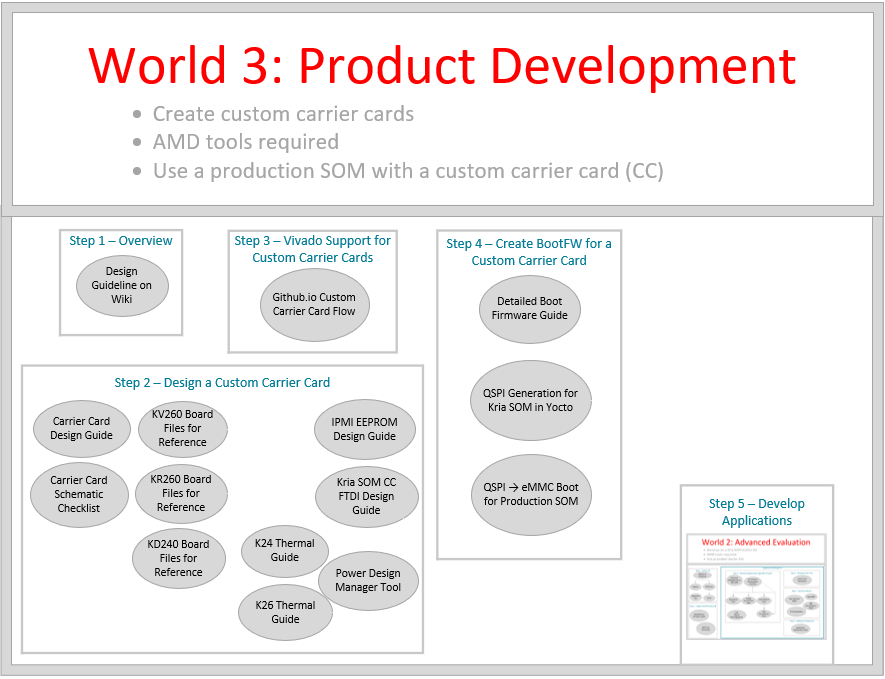 World 3: Product Development
• Create custom carrier cards
• AMD tools required
• Use a production SOM with a custom carrier card (CC)
Step 1 – Overview
Design
Guideline on
Wiki
Step 3 – Vivado Support for
Custom Carrier Cards
Github.io Custom
Carrier Card Flow
Step 4 – Create BootFW for a
Custom Carrier Card
Detailed Boot
Firmware Guide
QSPI Generation for
Kria SOM in Yocto
QSPI → eMMC Boot
for Production SOM
Step 2 – Design a Custom Carrier Card
Carrier Card
Design Guide
KV260 Board
Files for
Reference
IPMI EEPROM
Design Guide
Carrier Card
Schematic
Checklist
KR260 Board
Files for
Reference
Kria SOM CC
FTDI Design
Guide
KD240 Board
Files for
Reference
K24 Thermal
Guide
Power Design
Manager Tool
K26 Thermal
Guide
Step 5 – Develop
Applications
World 2: Advanced Evaluation